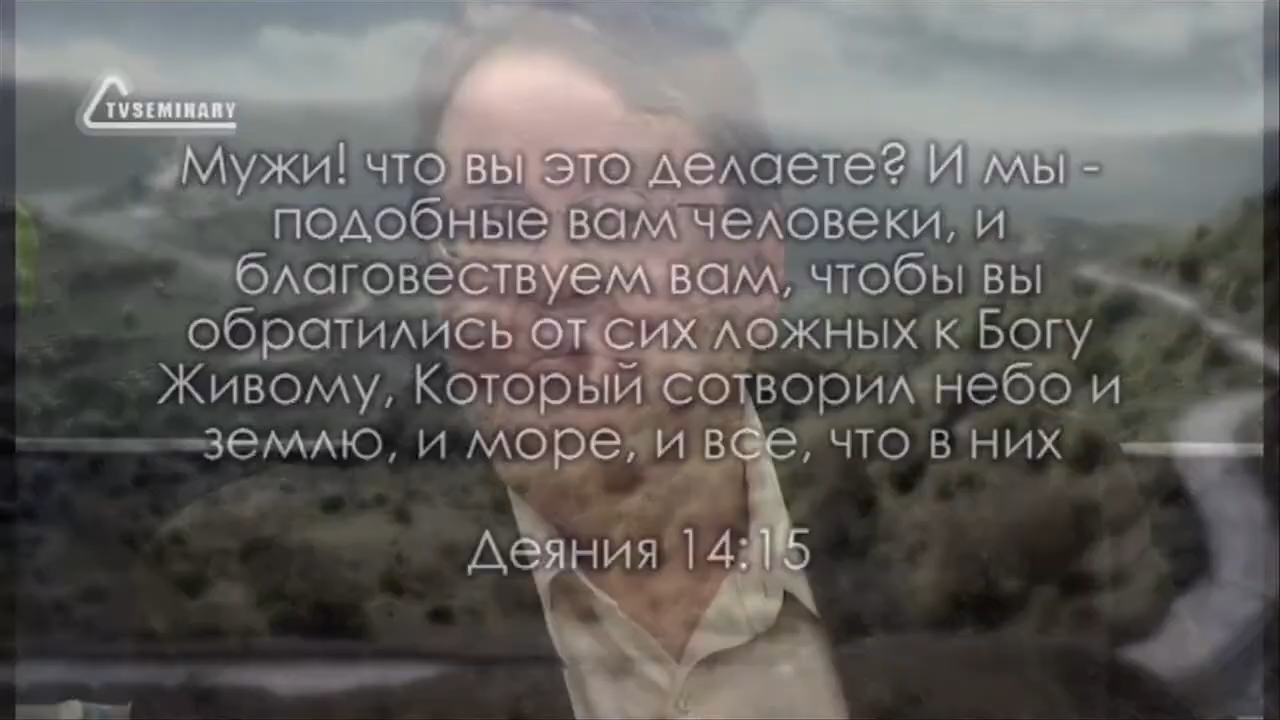 TVSEMINARY
Мужи! что вы это делаете? И мы -
подобные вам человеки, и
благовествуем вам, чтобы вы
обратились от сих ложных к Богу
Живому, Который сотворил небо и
землю, и море, и все, что в них
Деяния 14:15